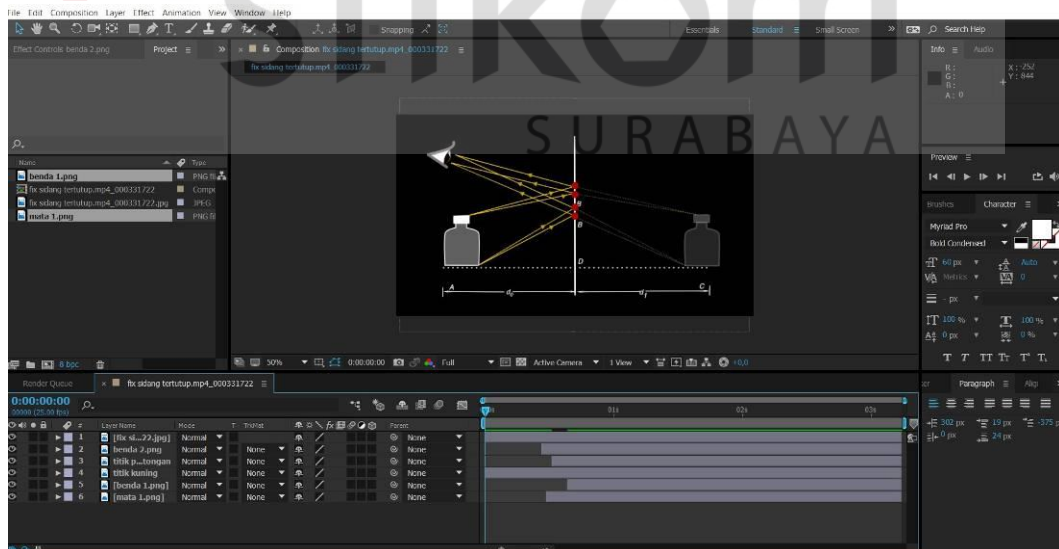 File Edit Composition Layer Effect Animation View Window Help
Snapping
Essentials Standard Small Screen Search Help
Effect Controls benda 2.png Project Composition fix sidang tertutup.mp4_000331722 Info Audio
fix sidang tertutup.mp4_000331722
R :
G :
B :
A : 0
X : -252
Y : 844
SURABAYA
Name Type
benda 1.png PNG fi
fix sidang tertutup.mp4_000331722 Compo
fix sidang tertutup.mp4_000331722.jpg JPEG
mata 1.png PNG fil
B
D
A C
Preview
Brushes Character
Myriad Pro
Bold Condensed
60 px Auto
Metrics 0
- px
100 % 100 %
0 px 0 %
T T TT Tt
8 bpc 50% 0:00:00:00 Full Active Camera 1 View +0,0
Render Queue fix sidang tertutup.mp4_000331722 Paragraph Align
0:00:00:00
00000 (25.00 fps)
01s 02s 03s
# Layer Name Mode T TrkMat Parent
1 [fix si...22.jpg] Normal None
2 benda 2.png Normal None None
3 titik p...tongan Normal None None
4 titik kuning Normal None None
5 [benda 1.png] Normal None None
6 [mata 1.png] Normal None None
302 px 19 px -375 p
0 px 24 px